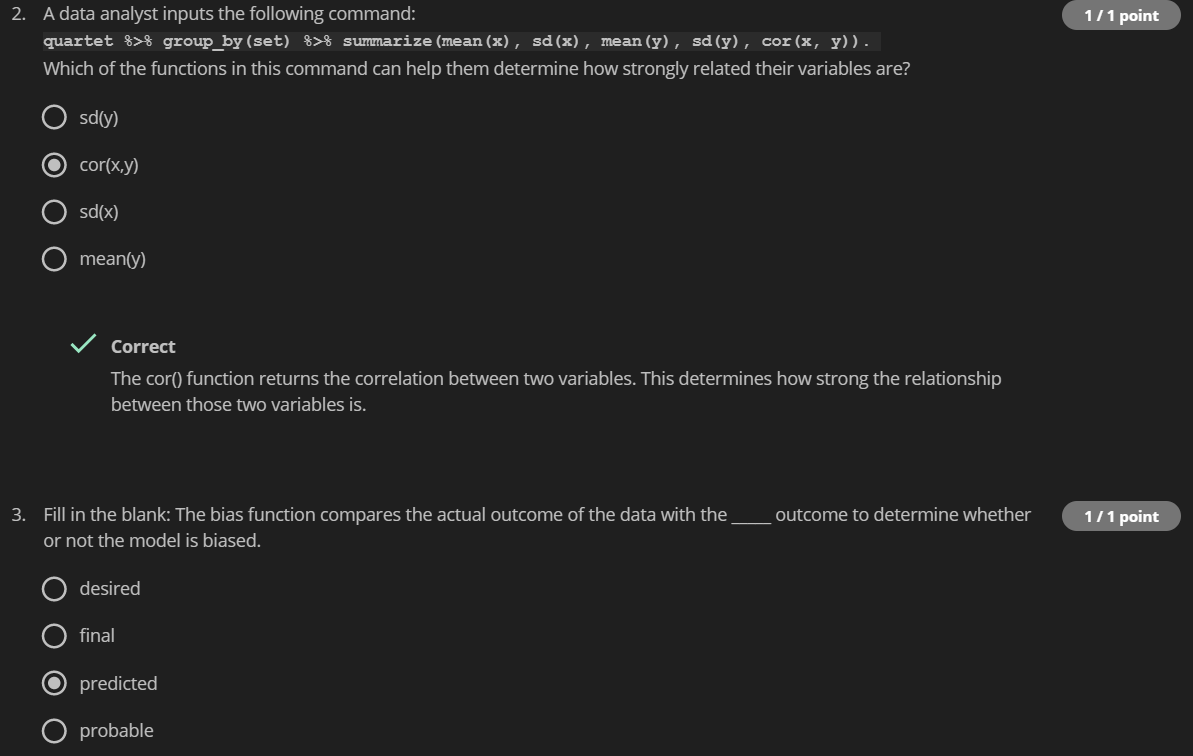 2. A data analyst inputs the following command:
1 / 1 point
quartet %>% group_by(set) %>% summarize(mean(x), sd(x), mean(y), sd(y), cor(x, y)).
Which of the functions in this command can help them determine how strongly related their variables are?
sd(y)
cor(x,y)
sd(x)
mean(y)
Correct
The cor() function returns the correlation between two variables. This determines how strong the relationship
between those two variables is.
3. Fill in the blank: The bias function compares the actual outcome of the data with the _____ outcome to determine whether
1 / 1 point
or not the model is biased.
desired
final
predicted
probable